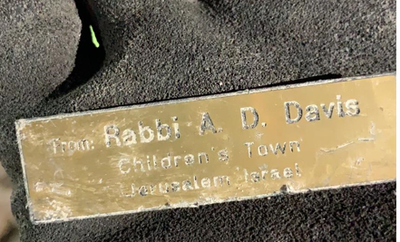 From: Rabbi A. D. Davis
Children's Town
Jerusalem, Israel